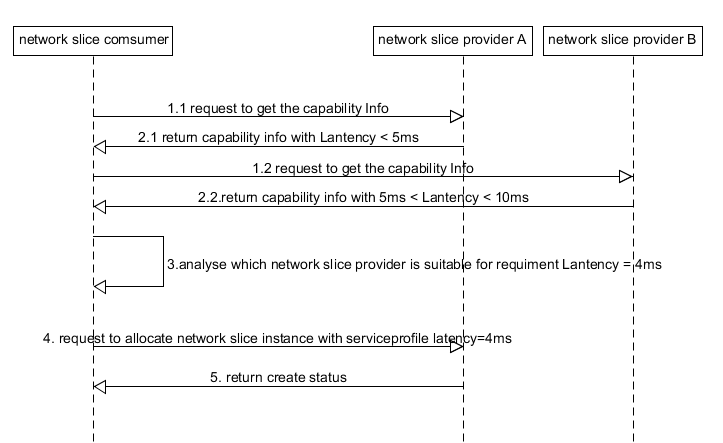 network slice comsumer
network slice provider A
network slice provider B
1.1 request to get the capability Info
2.1 return capability info with Lantency < 5ms
1.2 request to get the capability Info
2.2.return capability info with 5ms < Lantency < 10ms
3.analyse which network slice provider is suitable for requiment Lantency = 4ms
4. request to allocate network slice instance with serviceprofile latency=4ms
5. return create status